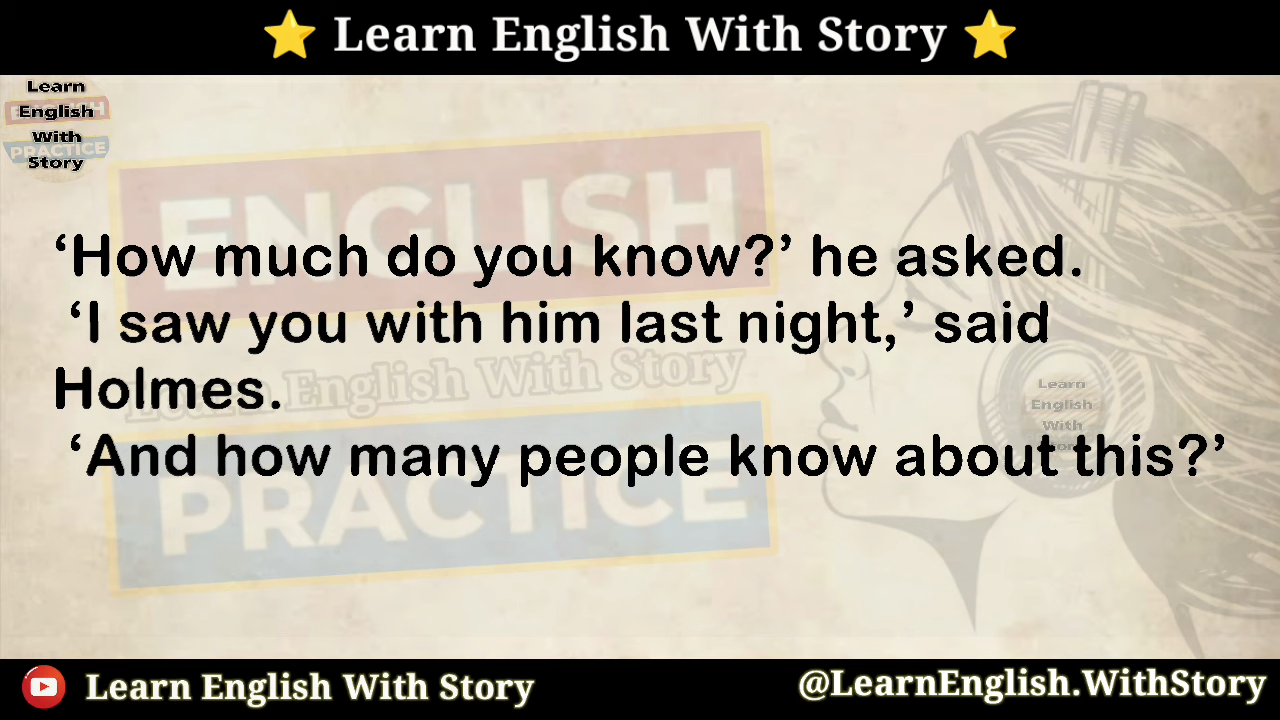 ⭐ Learn English With Story ⭐
Learn
English
With
Story
ENGLISH
PRACTICE
‘How much do you know?’ he asked.
‘I saw you with him last night,’ said
Holmes.
‘And how many people know about this?’
ENGLISH
Learn English With Story
PRACTICE
Learn
English
With
Learn English With Story
@LearnEnglish.WithStory